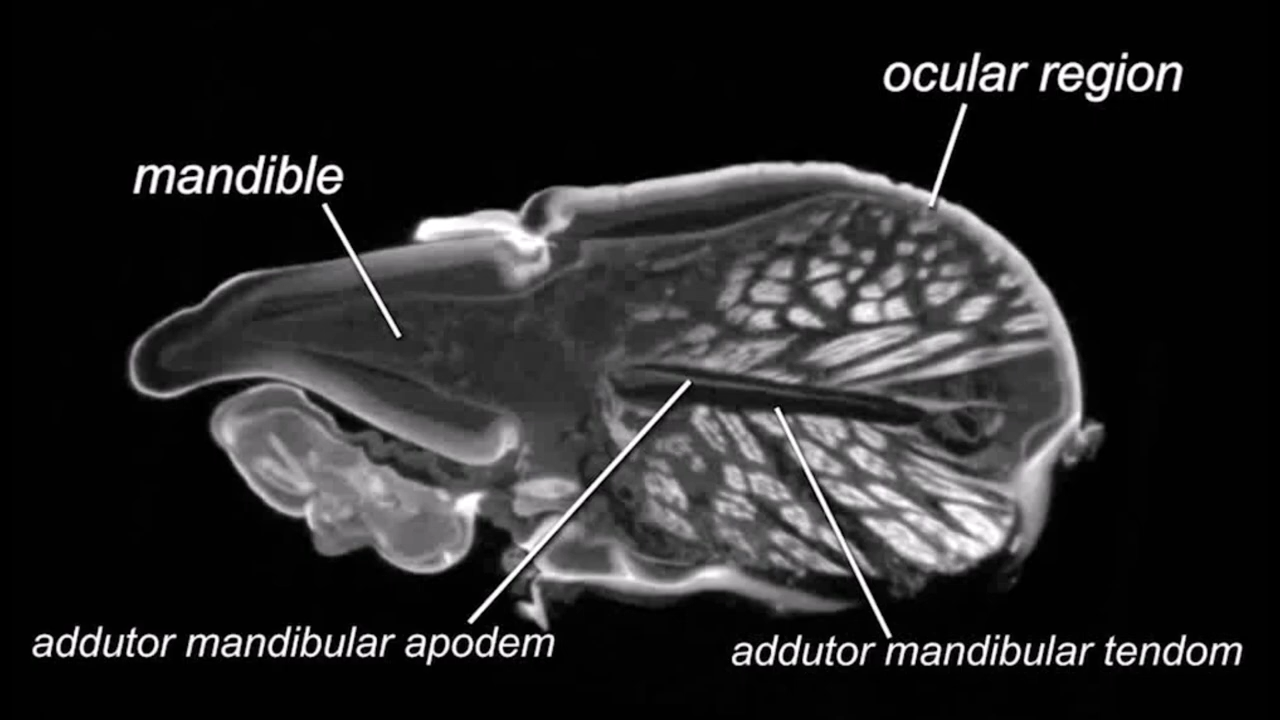 ocular region
mandible
addutor mandibular apodem
addutor mandibular tendom